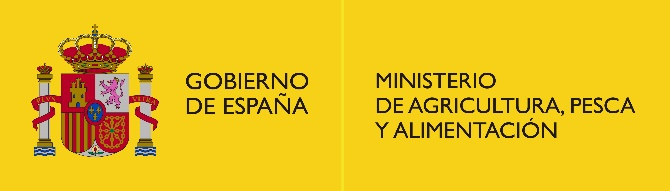 GOBIERNO
DE ESPAÑA
MINISTERIO
DE AGRICULTURA, PESCA
Y ALIMENTACIÓN